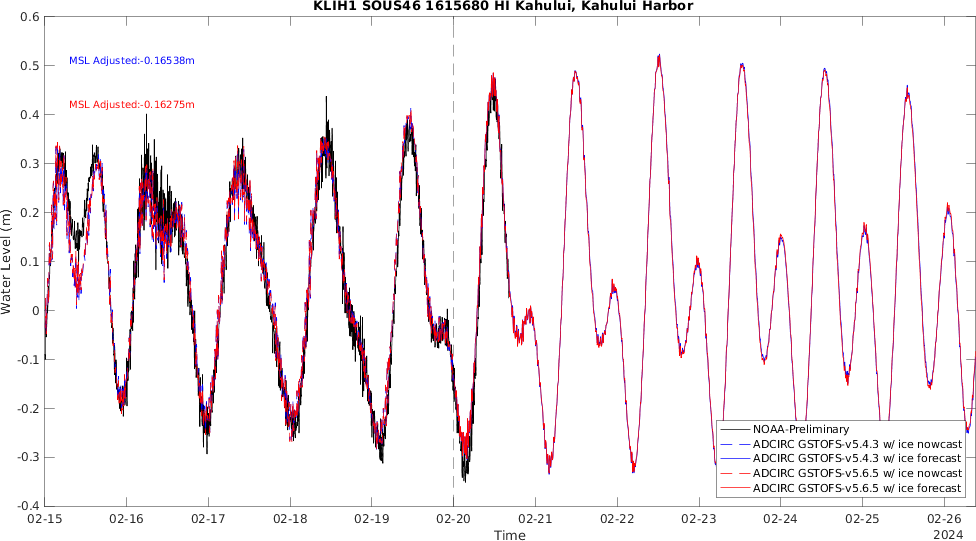 KLIH1 SOUS46 1615680 HI Kahului, Kahului Harbor
0.6
0.5
0.4
0.3
0.2
0.1
0
-0.1
-0.2
-0.3
-0.4
Water Level (m)
MSL Adjusted:-0.16538m
MSL Adjusted:-0.16275m
NOAA-Preliminary
ADCIRC GSTOFS-v5.4.3 w/ ice nowcast
ADCIRC GSTOFS-v5.4.3 w/ ice forecast
ADCIRC GSTOFS-v5.6.5 w/ ice nowcast
ADCIRC GSTOFS-v5.6.5 w/ ice forecast
02-15 02-16 02-17 02-18 02-19 02-20 02-21 02-22 02-23 02-24 02-25 02-26
Time
2024